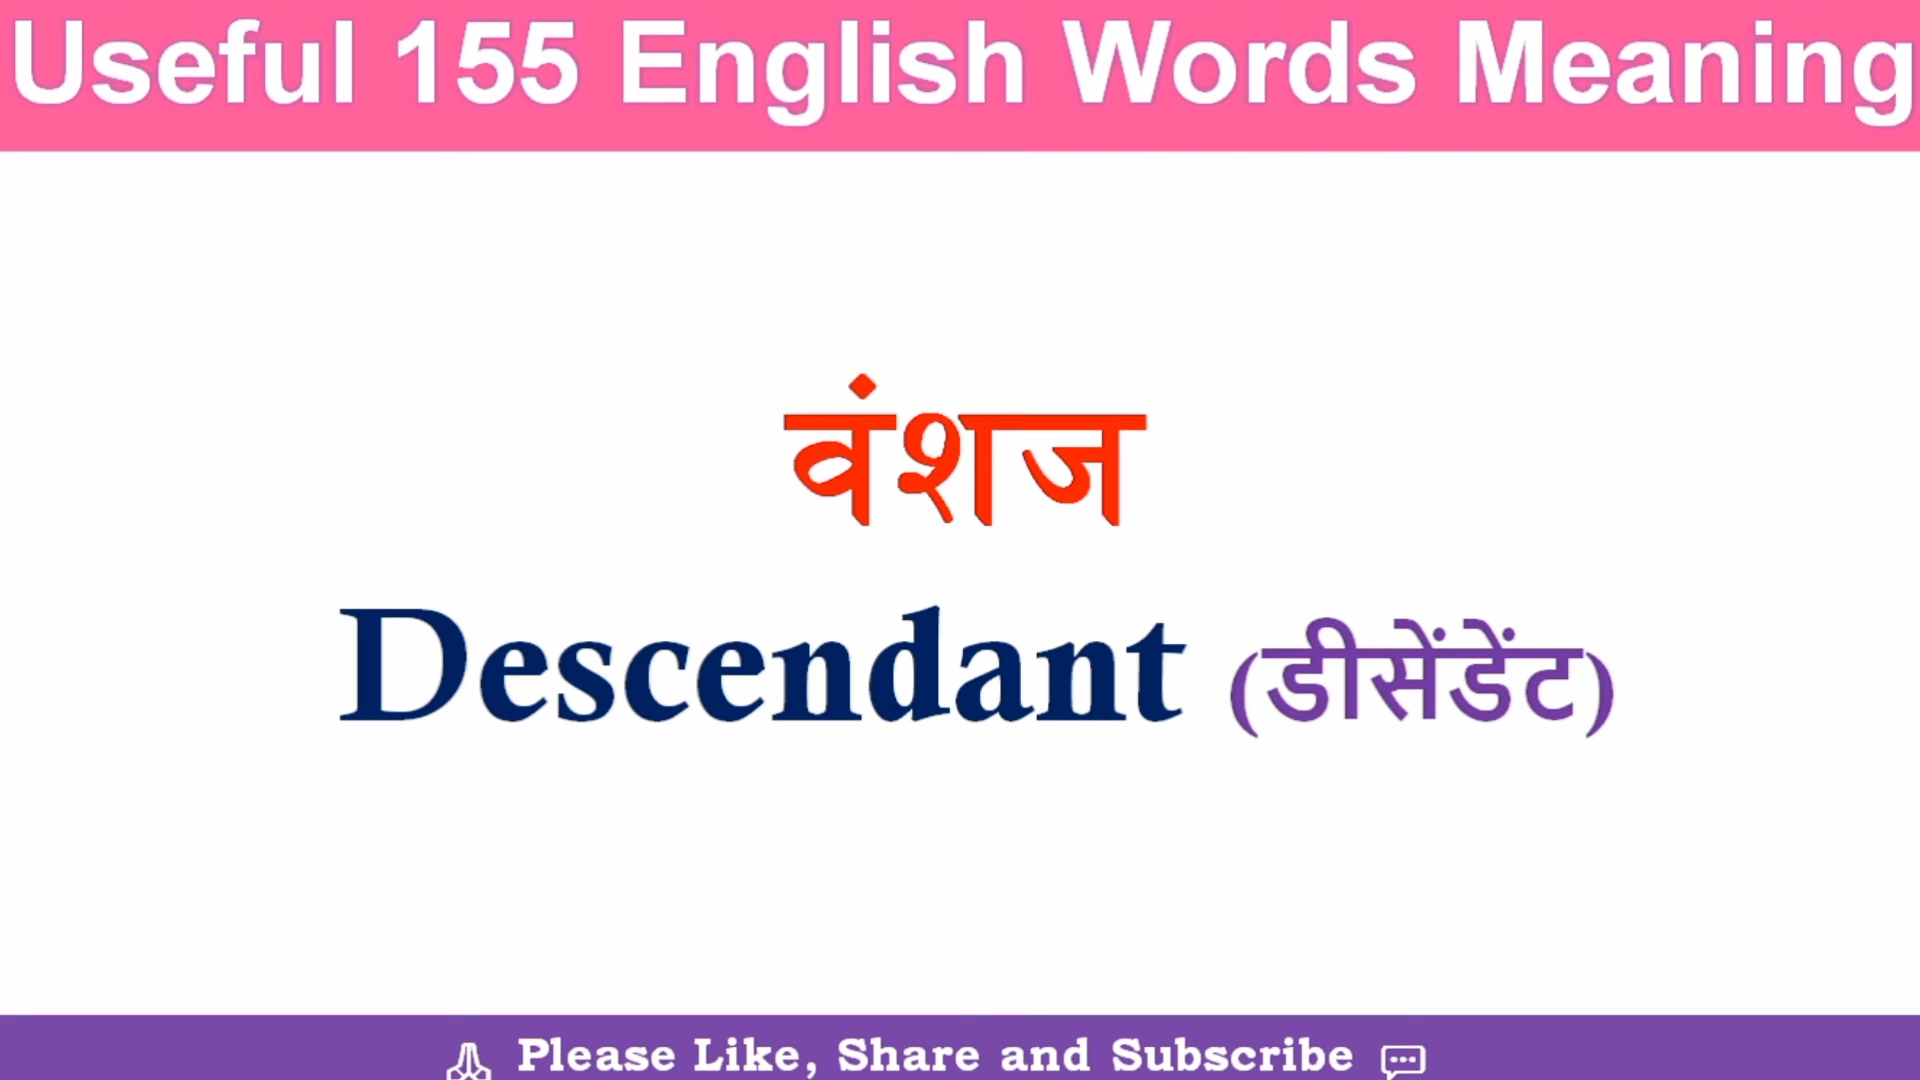 Useful 155 English Words Meaning
वंशज
Descendant (डीसेंडेंट)
Please Like, Share and Subscribe